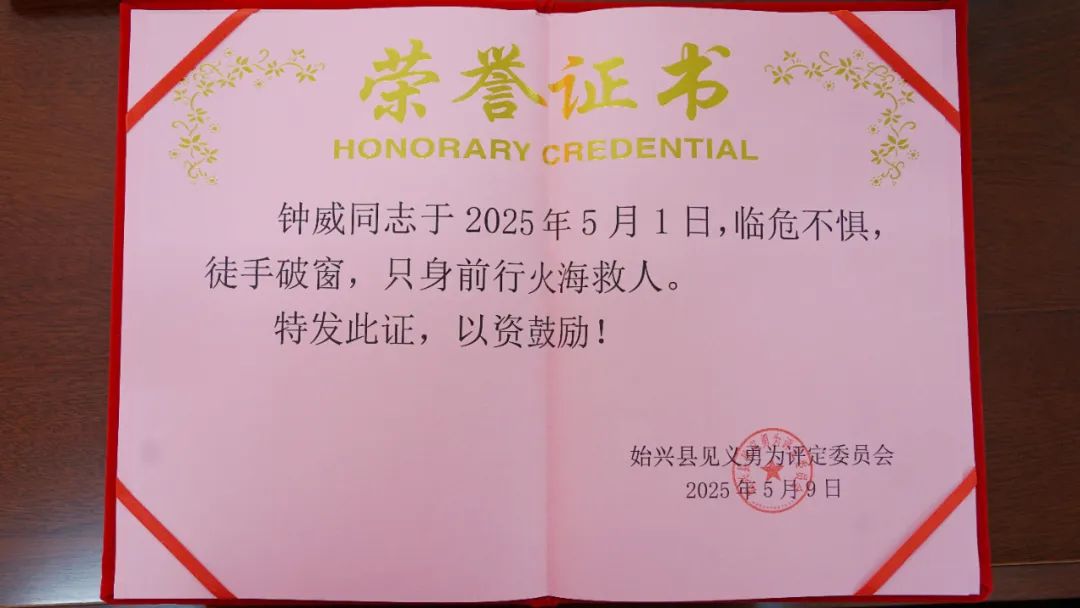 荣誉证书
HONORARY CREDENTIAL
钟威同志于 2025年5月1日,临危不惧,
徒手破窗，只身前行火海救人。
特发此证，以资鼓励！
始兴县见义勇为评定委员会
2025年5月9日